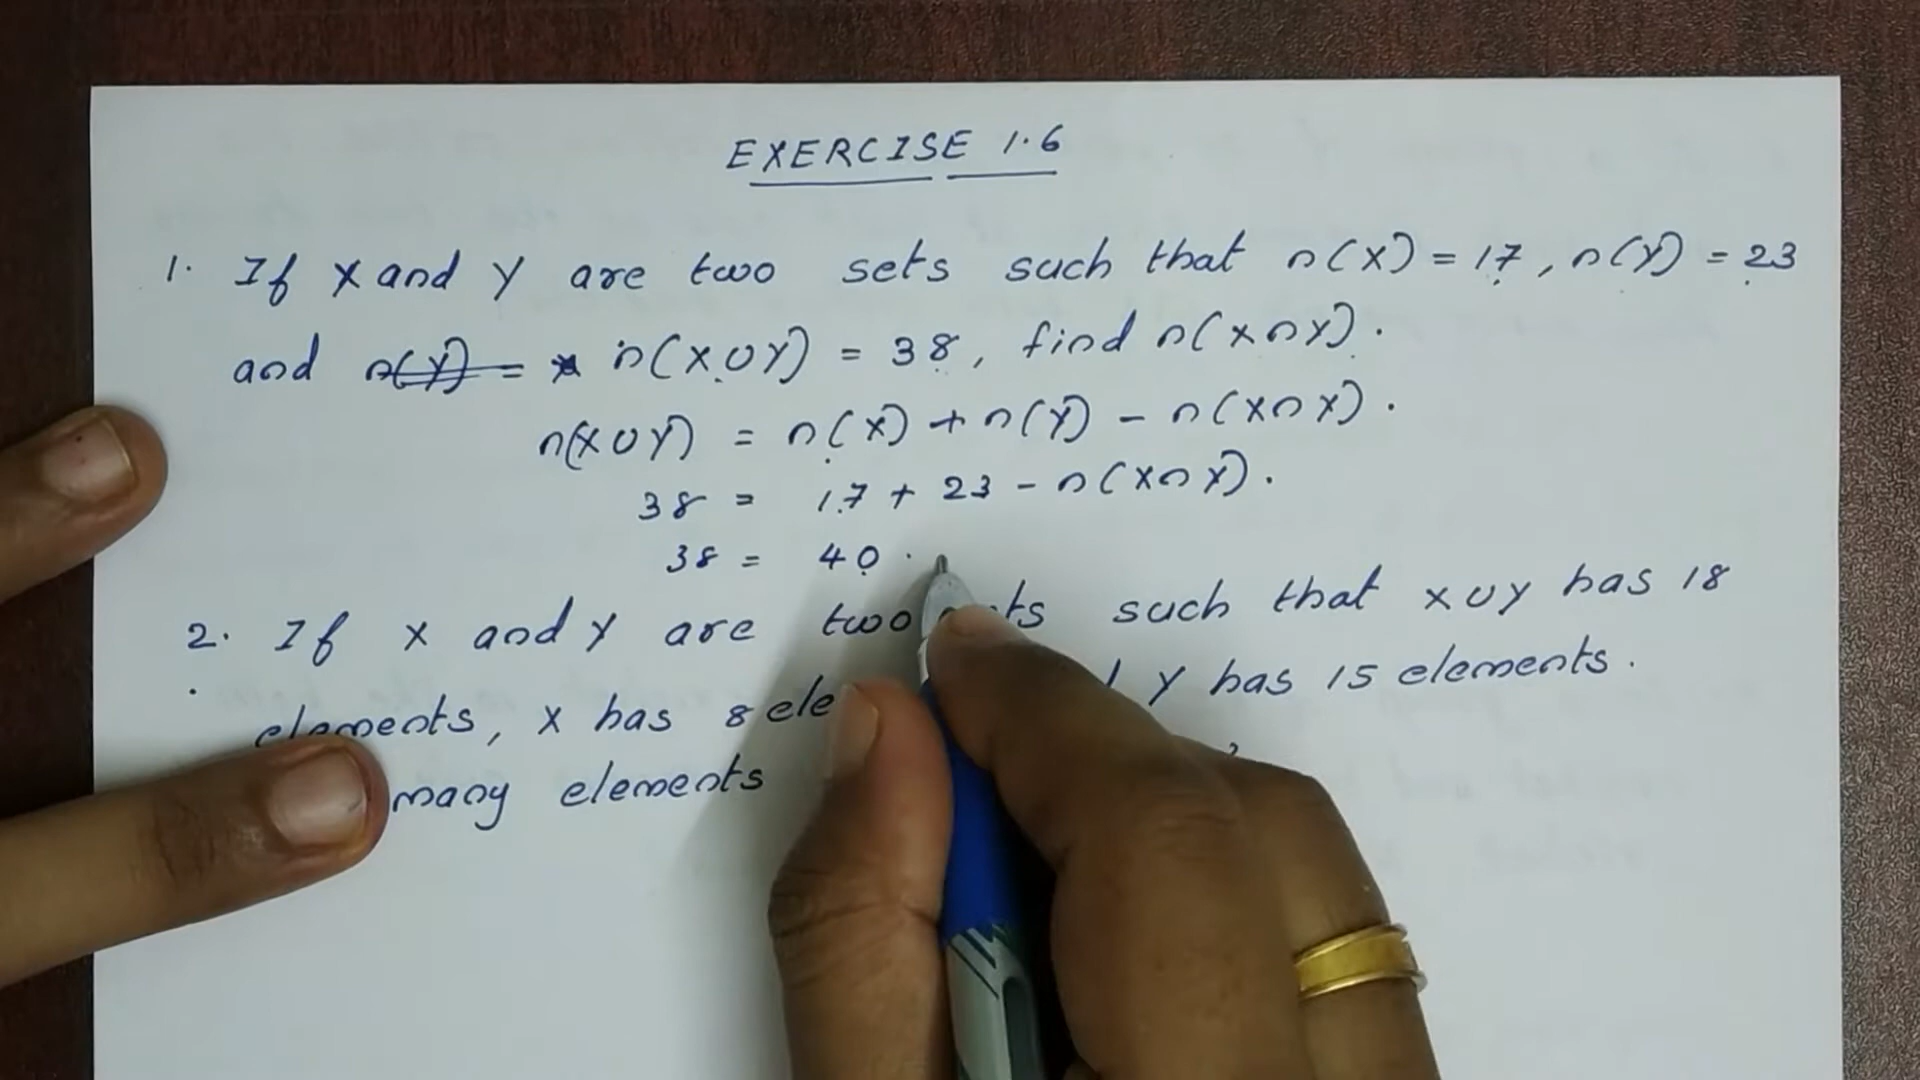 EXERCISE 1.6
1. If X and Y are two sets such that n(X) = 17, n(Y) = 23
and n(Y) = n(X∪Y) = 38, find n(X∩Y).
n(X∪Y) = n(X) + n(Y) - n(X∩Y).
38 = 17 + 23 - n(X∩Y).
38 = 40
2. If X and Y are two such that X∪Y has 18
elements, X has 8 ele Y has 15 elements.
many elements ?